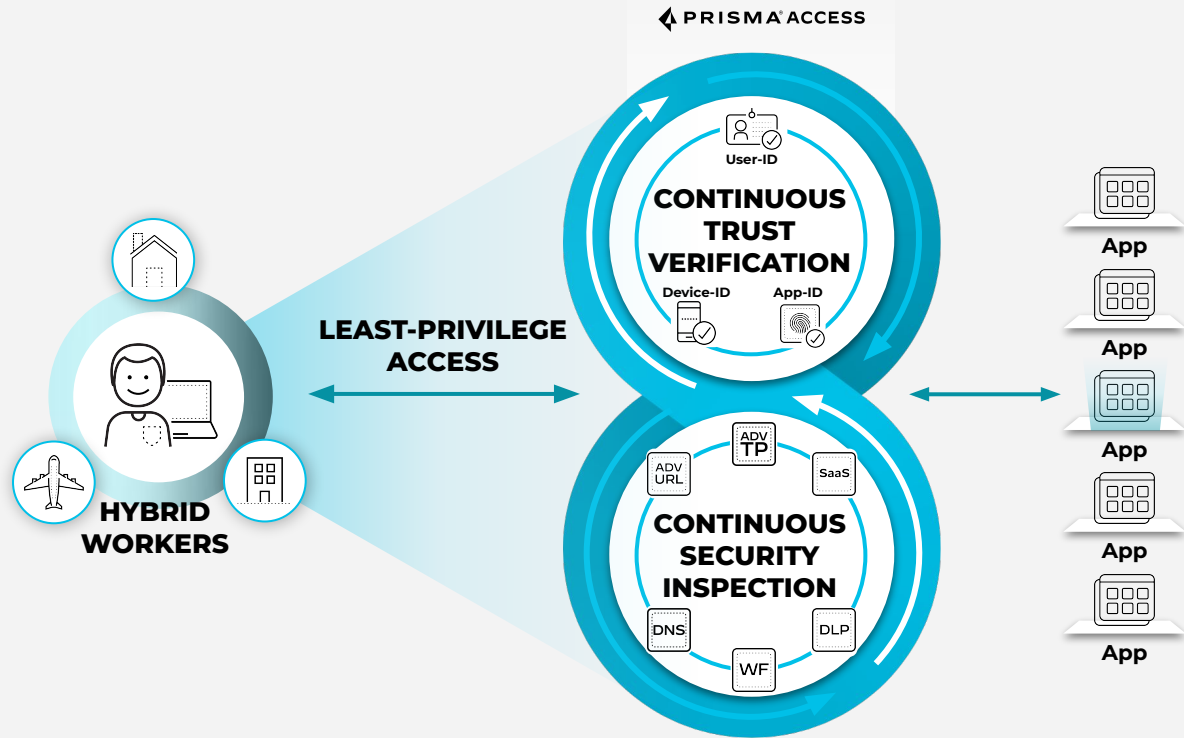 PRISMA® ACCESS
User-ID
CONTINUOUS
TRUST
VERIFICATION
Device-ID
App-ID
LEAST-PRIVILEGE
ACCESS
HYBRID
WORKERS
ADV
TP
ADV
URL
SaaS
CONTINUOUS
SECURITY
INSPECTION
DNS
DLP
WF
App
App
App
App
App